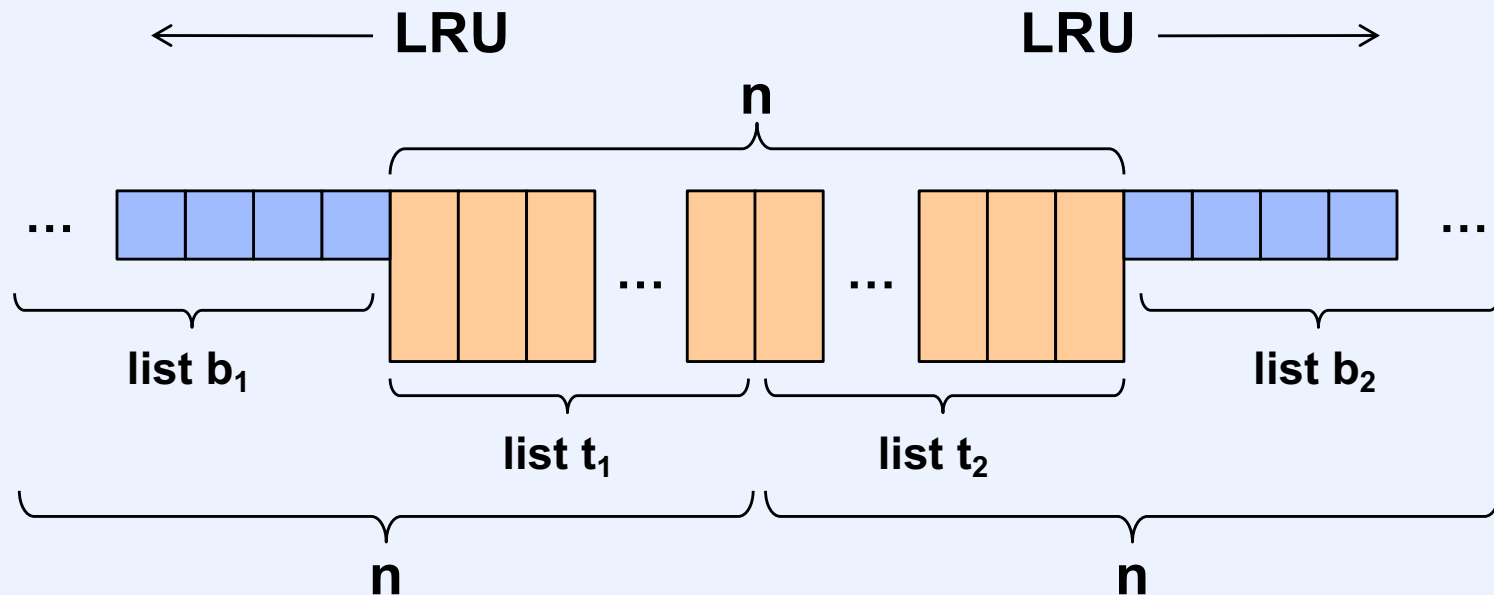 LRU LRU
n
... ...
... ...
list b₁ list b₂
list t₁ list t₂
n n